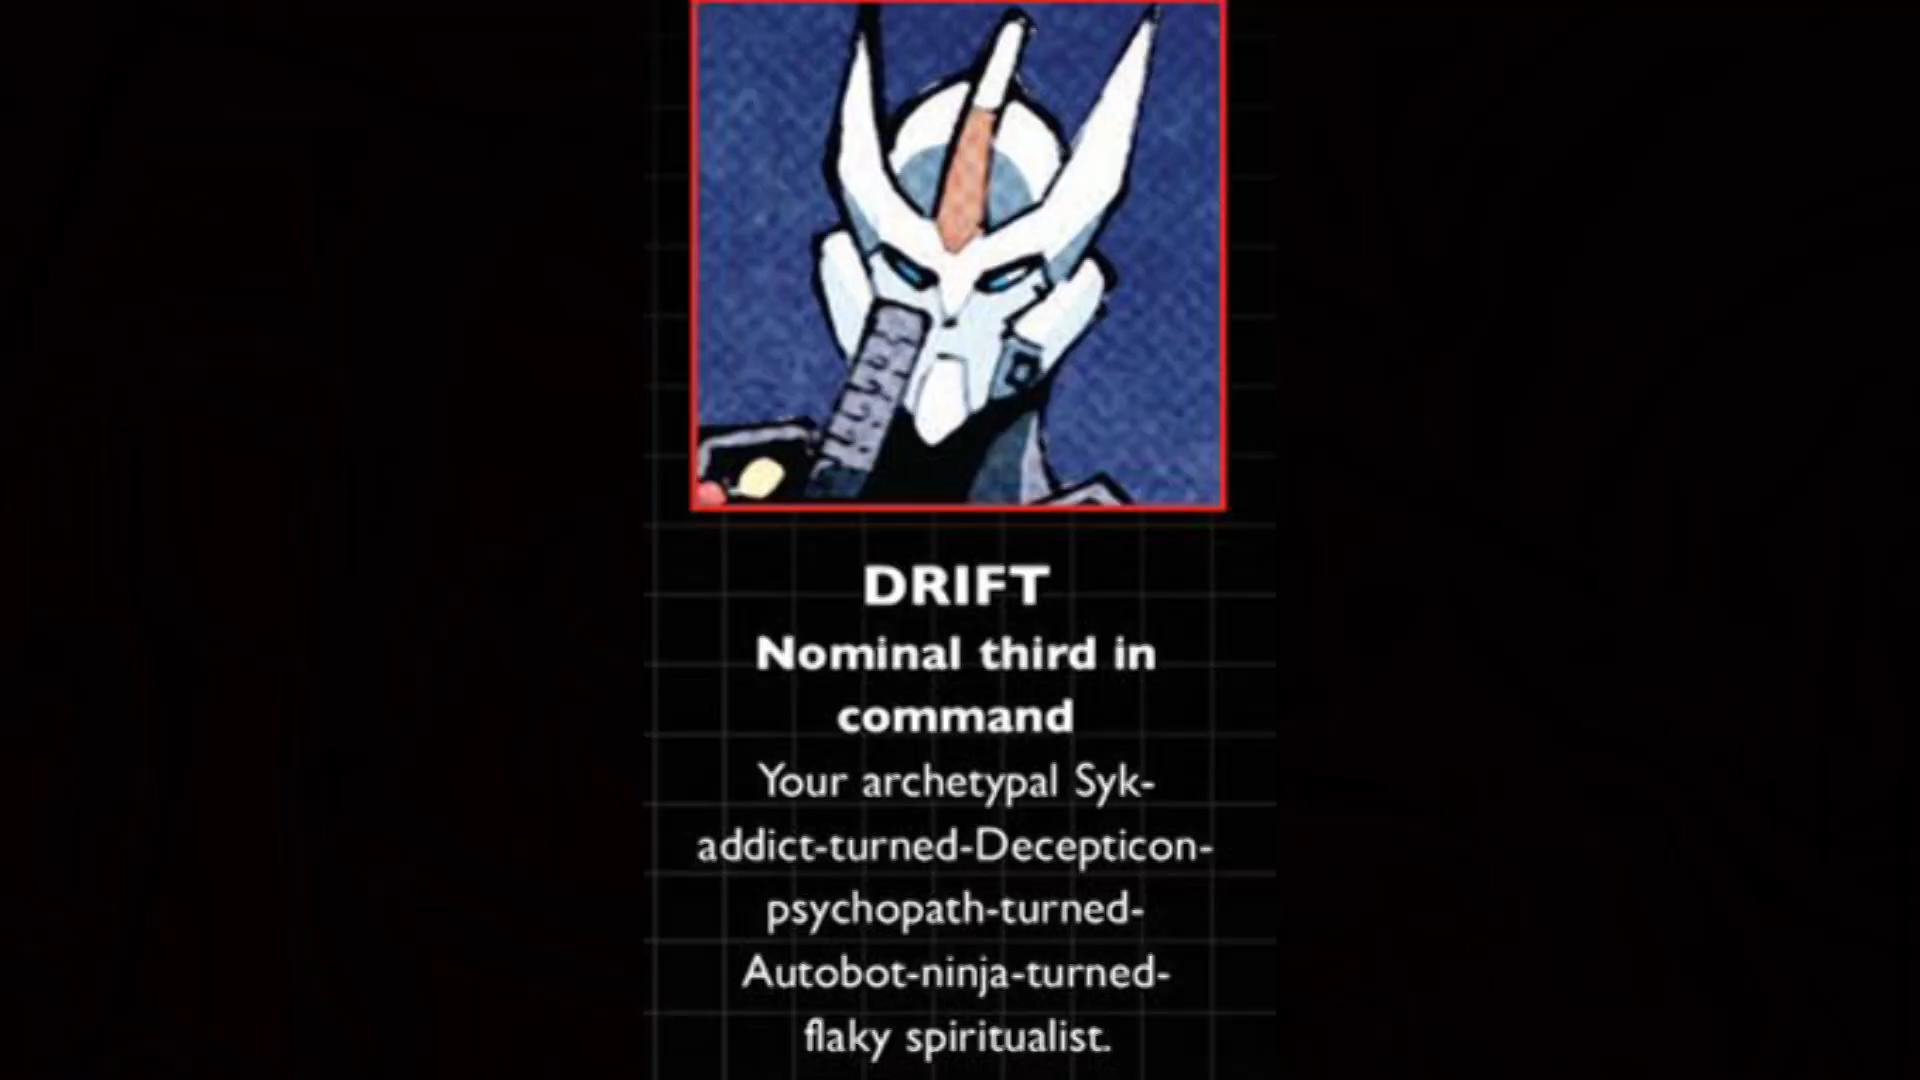 DRIFT
Nominal third in
command
Your archetypal Syk-
addict-turned-Decepticon-
psychopath-turned-
Autobot-ninja-turned-
flaky spiritualist.